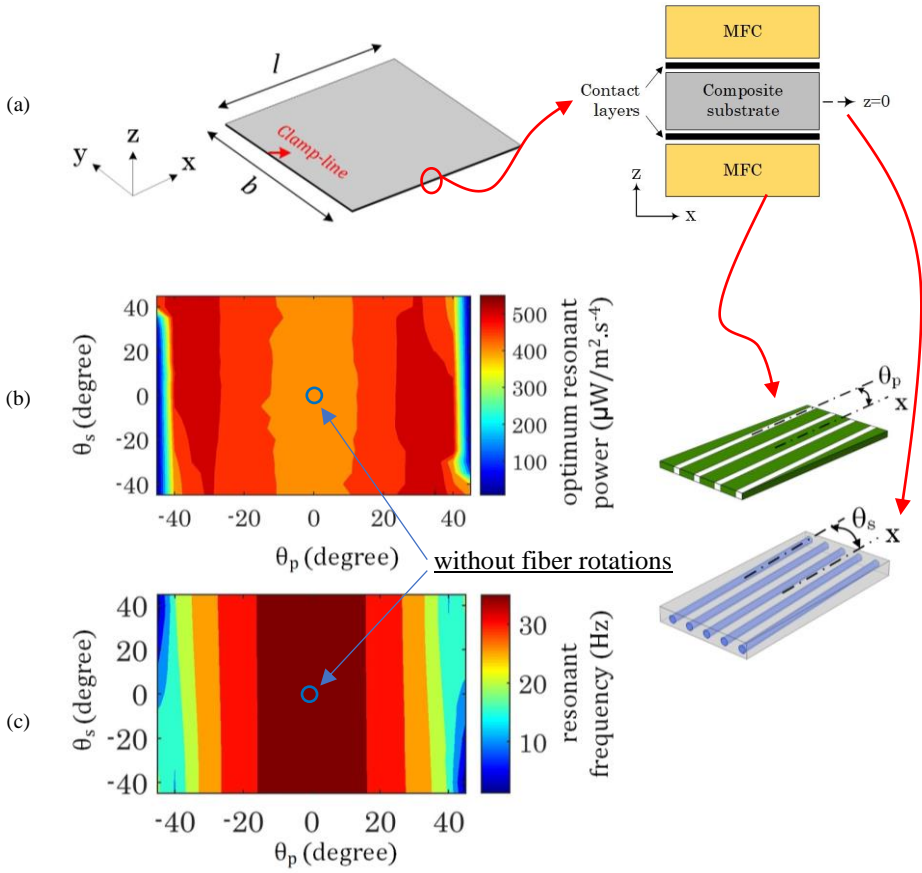 (a)
l
b
Clamp-line
z
y
x
MFC
Contact
layers
Composite
substrate
z=0
MFC
z
x
(b)
θs (degree)
40
20
0
-20
-40
-40
-20
0
20
40
θp (degree)
500
400
300
200
100
optimum resonant
power (μW/m².s⁻⁴)
θp
x
without fiber rotations
θs
x
(c)
θs (degree)
40
20
0
-20
-40
-40
-20
0
20
40
θp (degree)
30
20
10
resonant
frequency (Hz)